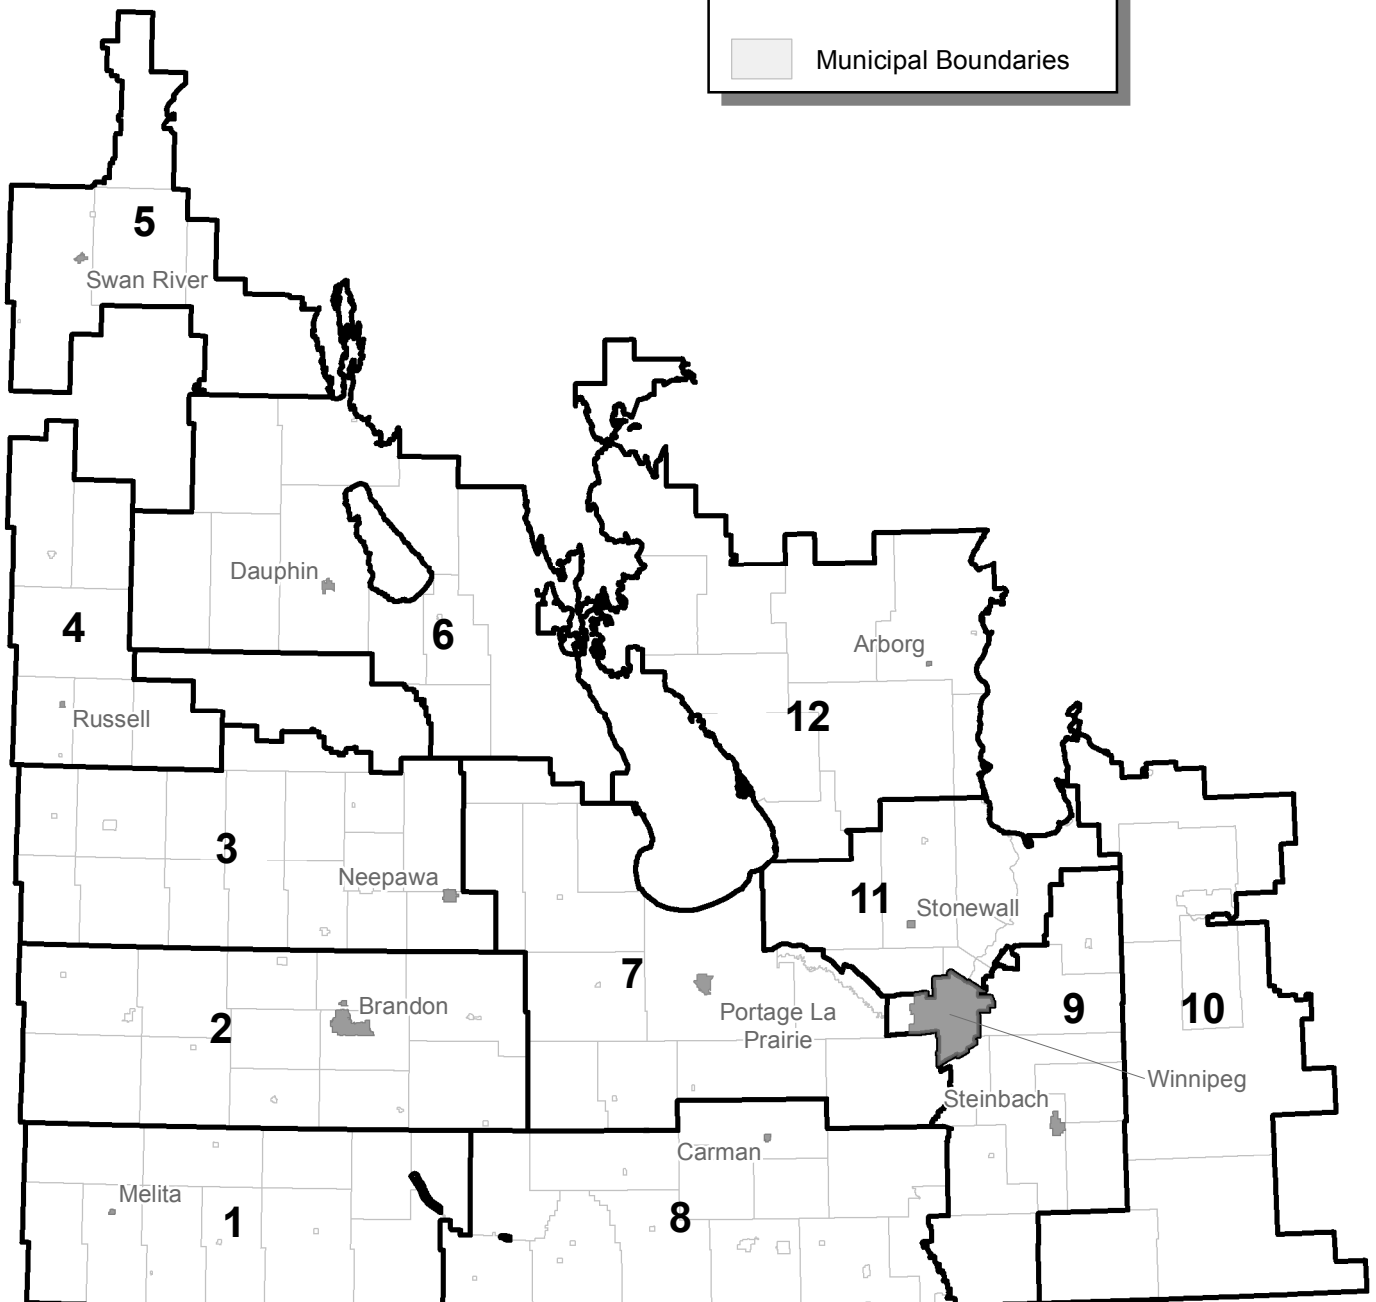 Municipal Boundaries
5
Swan River
Dauphin
4
6
Arborg
Russell
12
3
Neepawa
11
Stonewall
7
Brandon
2
Portage La
Prairie
9
10
Winnipeg
Steinbach
Carman
Melita
1
8